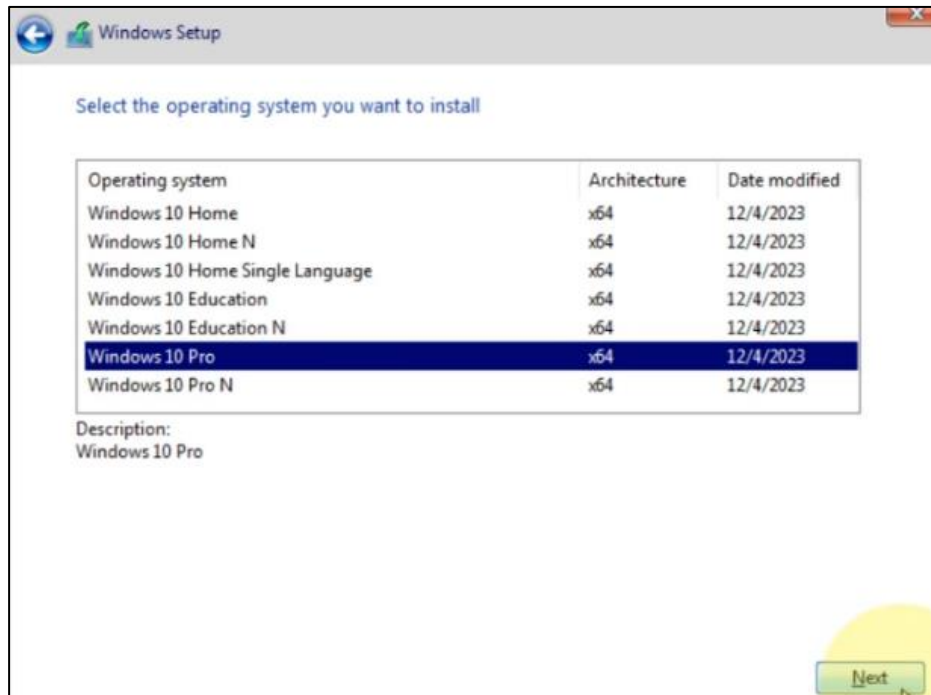 Windows Setup
Select the operating system you want to install
Operating system Architecture Date modified
Windows 10 Home x64 12/4/2023
Windows 10 Home N x64 12/4/2023
Windows 10 Home Single Language x64 12/4/2023
Windows 10 Education x64 12/4/2023
Windows 10 Education N x64 12/4/2023
Windows 10 Pro x64 12/4/2023
Windows 10 Pro N x64 12/4/2023
Description:
Windows 10 Pro
Next